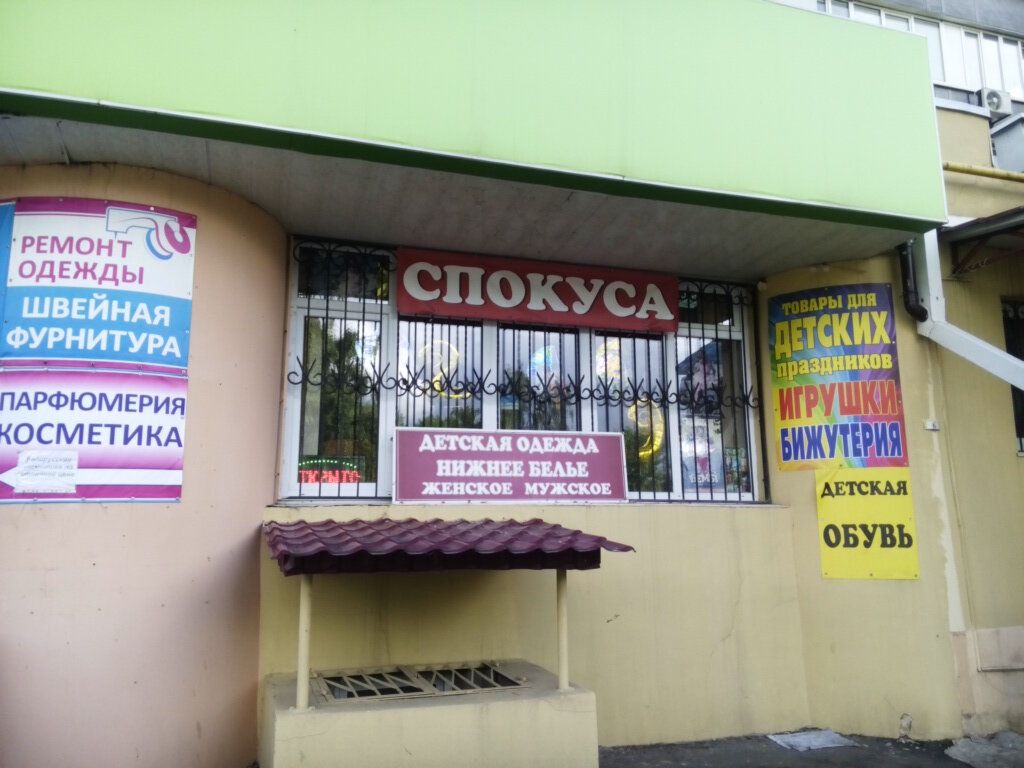 РЕМОНТ
ОДЕЖДЫ
ШВЕЙНАЯ
ФУРНИТУРА
ПАРФЮМЕРИЯ
КОСМЕТИКА
СПОКУСА
ДЕТСКАЯ ОДЕЖДА
НИЖНЕЕ БЕЛЬЕ
ЖЕНСКОЕ МУЖСКОЕ
ТОВАРЫ ДЛЯ
ДЕТСКИХ
праздников
ИГРУШКИ
БИЖУТЕРИЯ
ДЕТСКАЯ
ОБУВЬ